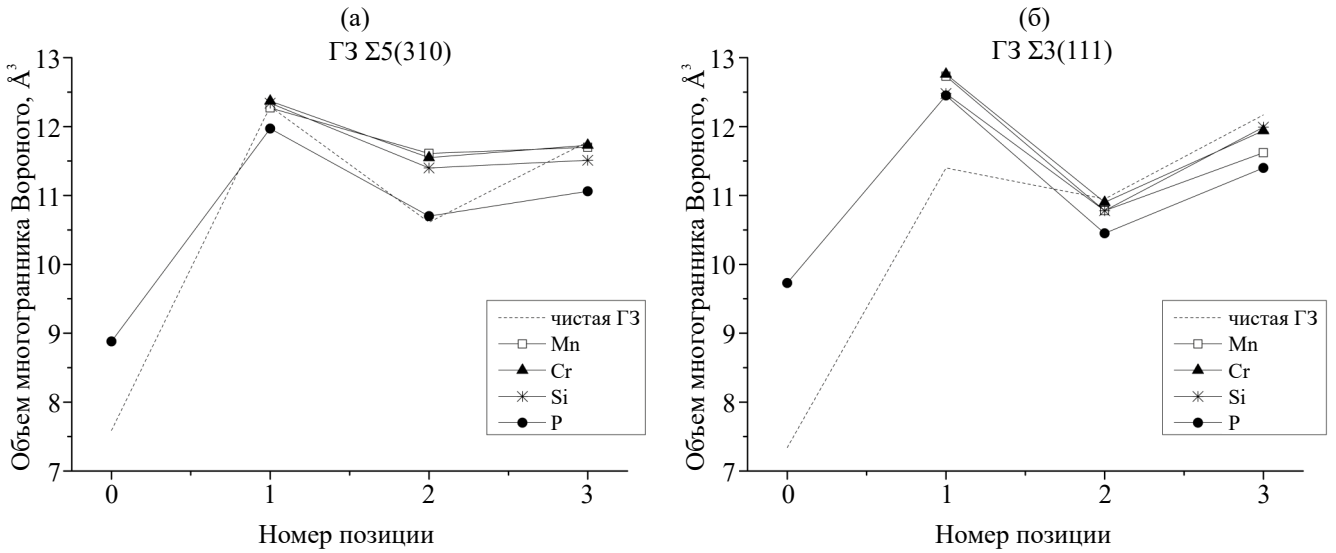 (а)
ГЗ Σ5(310)
Объем многогранника Вороного, Å³
13
12
11
10
9
8
7
0
1
2
3
Номер позиции
чистая ГЗ
Mn
Cr
Si
P
(б)
ГЗ Σ3(111)
Объем многогранника Вороного, Å³
13
12
11
10
9
8
7
0
1
2
3
Номер позиции
чистая ГЗ
Mn
Cr
Si
P